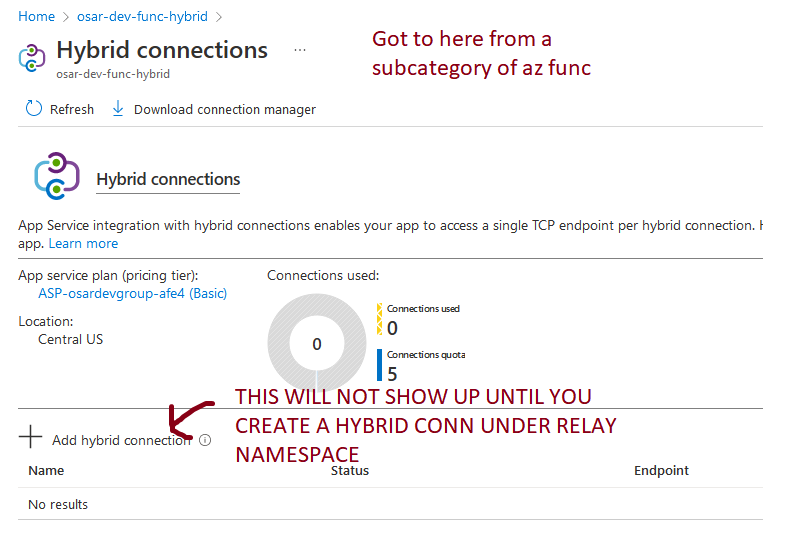 Home > osar-dev-func-hybrid >
Hybrid connections ...
osar-dev-func-hybrid
Got to here from a
subcategory of az func
Refresh Download connection manager
Hybrid connections
App Service integration with hybrid connections enables your app to access a single TCP endpoint per hybrid connection. H
app. Learn more
App service plan (pricing tier):
ASP-osardevgroup-afe4 (Basic)
Location:
Central US
Connections used:
0
Connections used
0
Connections quota
5
THIS WILL NOT SHOW UP UNTIL YOU
CREATE A HYBRID CONN UNDER RELAY
NAMESPACE
Add hybrid connection
Name Status Endpoint
No results